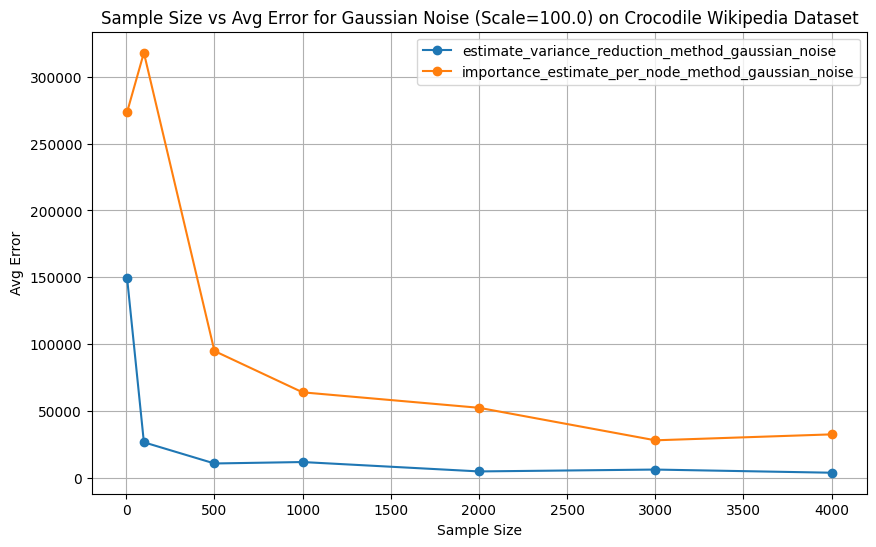 Sample Size vs Avg Error for Gaussian Noise (Scale=100.0) on Crocodile Wikipedia Dataset
estimate_variance_reduction_method_gaussian_noise
importance_estimate_per_node_method_gaussian_noise
300000
250000
200000
150000
100000
50000
0
Avg Error
0 500 1000 1500 2000 2500 3000 3500 4000
Sample Size